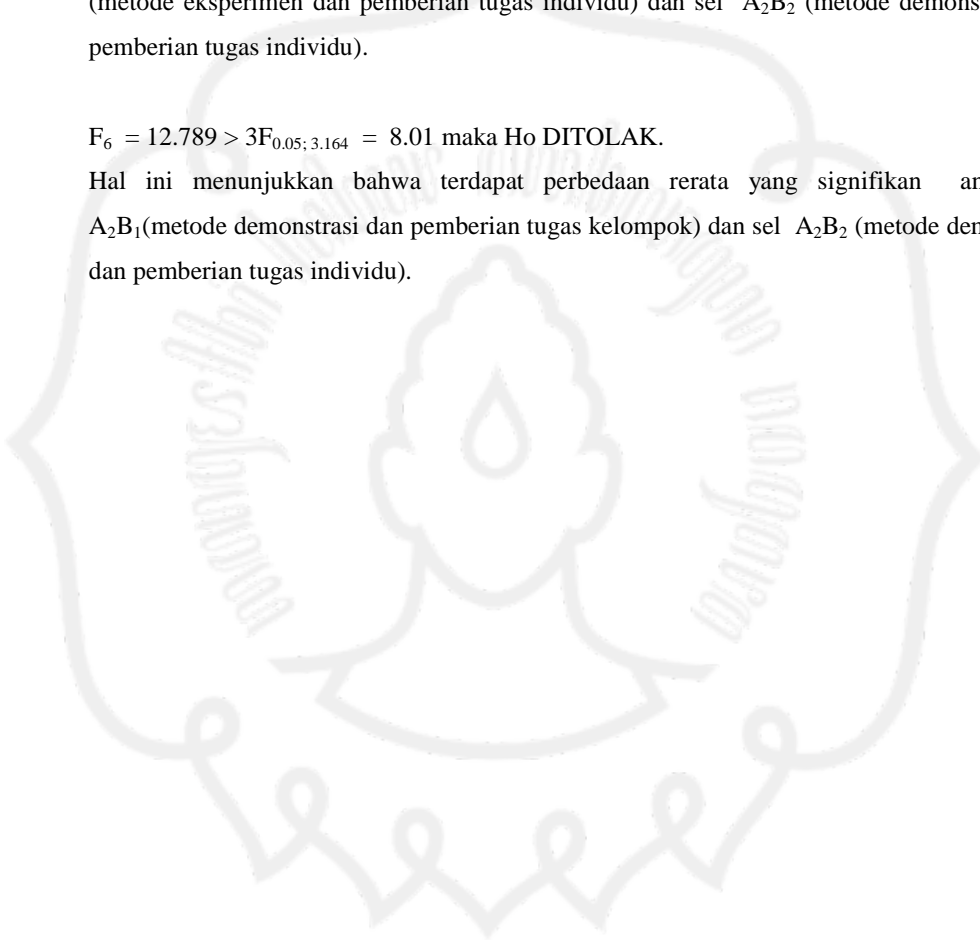 (metode eksperimen dan pemberian tugas individu) dan sel A₂B₂ (metode
pemberian tugas individu).
F₆ = 12.789 > 3F₀.₀₅; ₃.₁₆₄ = 8.01 maka Ho DITOLAK.
Hal ini menunjukkan bahwa terdapat perbedaan rerata yang signifikan
A₂B₁(metode demonstrasi dan pemberian tugas kelompok) dan sel A₂B₂ (metode
dan pemberian tugas individu).